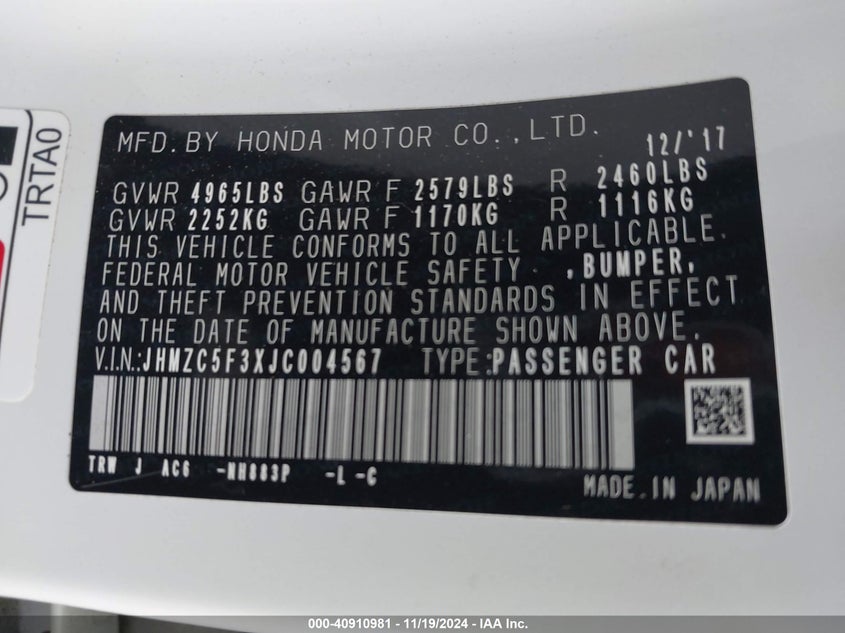 TRTA0
MFD. BY HONDA MOTOR CO., LTD. 12/'17
GVWR 4965LBS GAWR F 2579LBS R 2460LBS
GVWR 2252KG GAWR F 1170KG R 1116KG
THIS VEHICLE CONFORMS TO ALL APPLICABLE
FEDERAL MOTOR VEHICLE SAFETY , BUMPER,
AND THEFT PREVENTION STANDARDS IN EFFECT
ON THE DATE OF MANUFACTURE SHOWN ABOVE.
V.I.N.:JHMZC5F3XJC004567 TYPE:PASSENGER CAR
TRW J AC6 -NH883P -L -C
MADE IN JAPAN
000-40910981 - 11/19/2024 - IAA Inc.